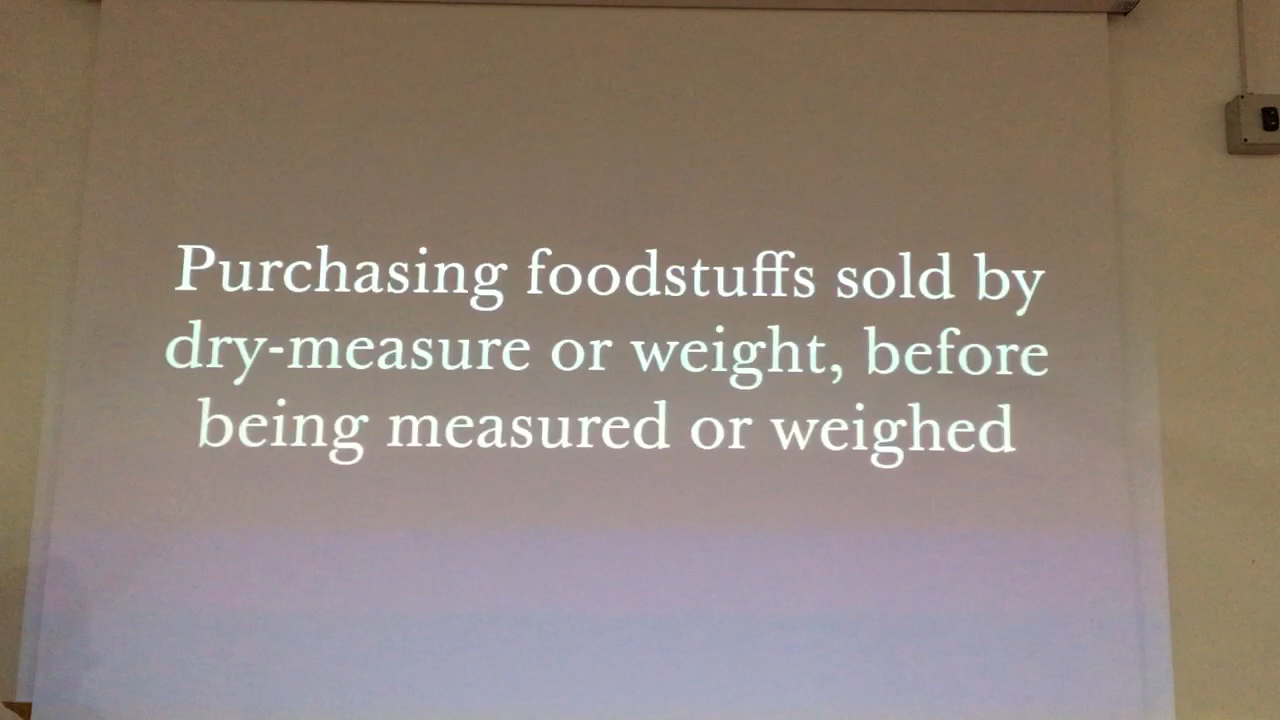 Purchasing foodstuffs sold by
dry-measure or weight, before
being measured or weighed